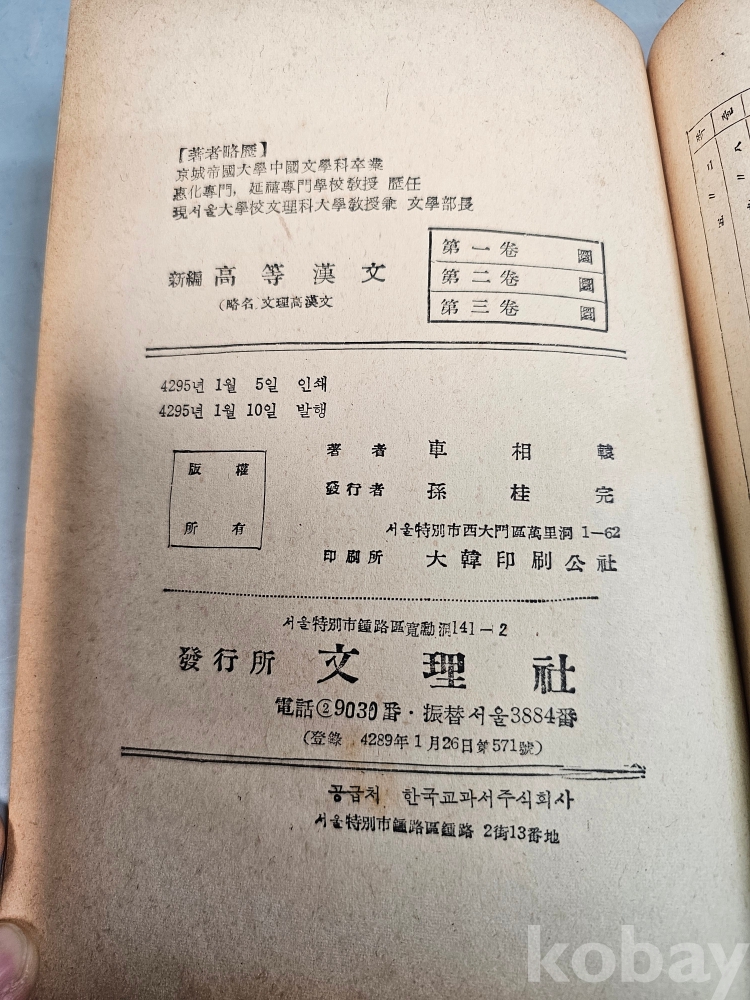 【著者略歷】
京城帝國大學中國文學科卒業
惠化專門, 延禧專門學校敎授 歷任
現서울大學校文理科大學敎授兼 文學部長
新編 高等漢文
(略名 文理高漢文
第一卷 圜
第二卷 圜
第三卷 圜
4295년 1월 5일 인쇄
4295년 1월 10일 발행
版權
所有
著者 車相轅
發行者 孫桂完
서울特別市西大門區萬里洞 1—62
印刷所 大韓印刷公社
서울特別市鍾路區寬勳洞141—2
發行所 文理社
電話②9030番·振替서울3884番
(登錄 4289年1月26日第571號)
공급처 한국교과서주식회사
서울特別市鍾路區鍾路 2街13番地
kobay